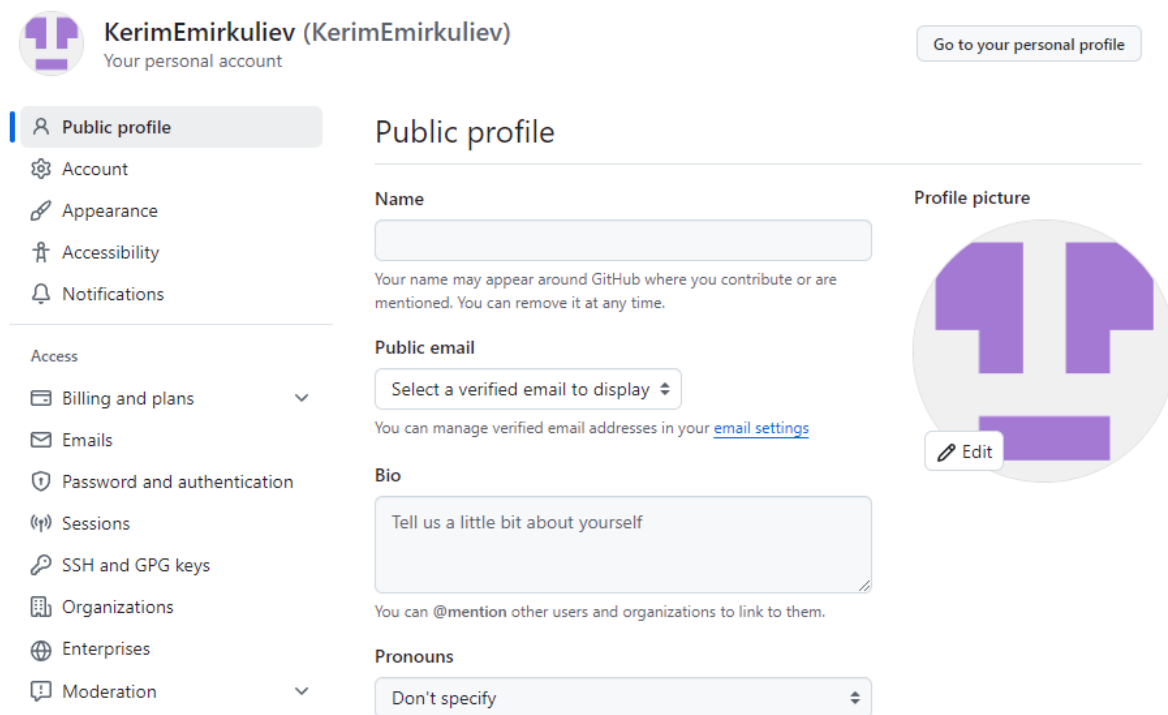 KerimEmirkuliev (KerimEmirkuliev)
Your personal account
Go to your personal profile
Public profile
Account
Appearance
Accessibility
Notifications
Access
Billing and plans
Emails
Password and authentication
Sessions
SSH and GPG keys
Organizations
Enterprises
Moderation
Public profile
Name
Your name may appear around GitHub where you contribute or are
mentioned. You can remove it at any time.
Public email
Select a verified email to display
You can manage verified email addresses in your email settings
Bio
Tell us a little bit about yourself
You can @mention other users and organizations to link to them.
Pronouns
Don't specify
Profile picture
Edit